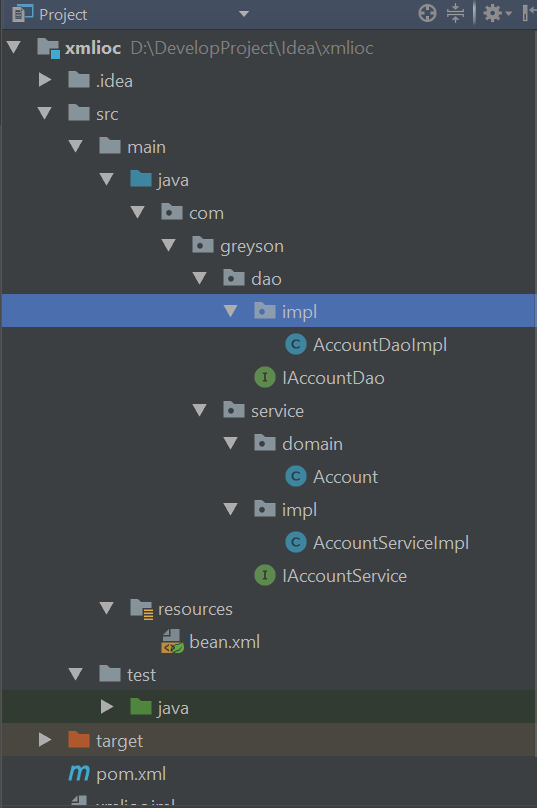 Project
xmlioc D:\DevelopProject\Idea\xmlioc
.idea
src
main
java
com
greyson
dao
impl
AccountDaoImpl
IAccountDao
service
domain
Account
impl
AccountServiceImpl
IAccountService
resources
bean.xml
test
java
target
pom.xml